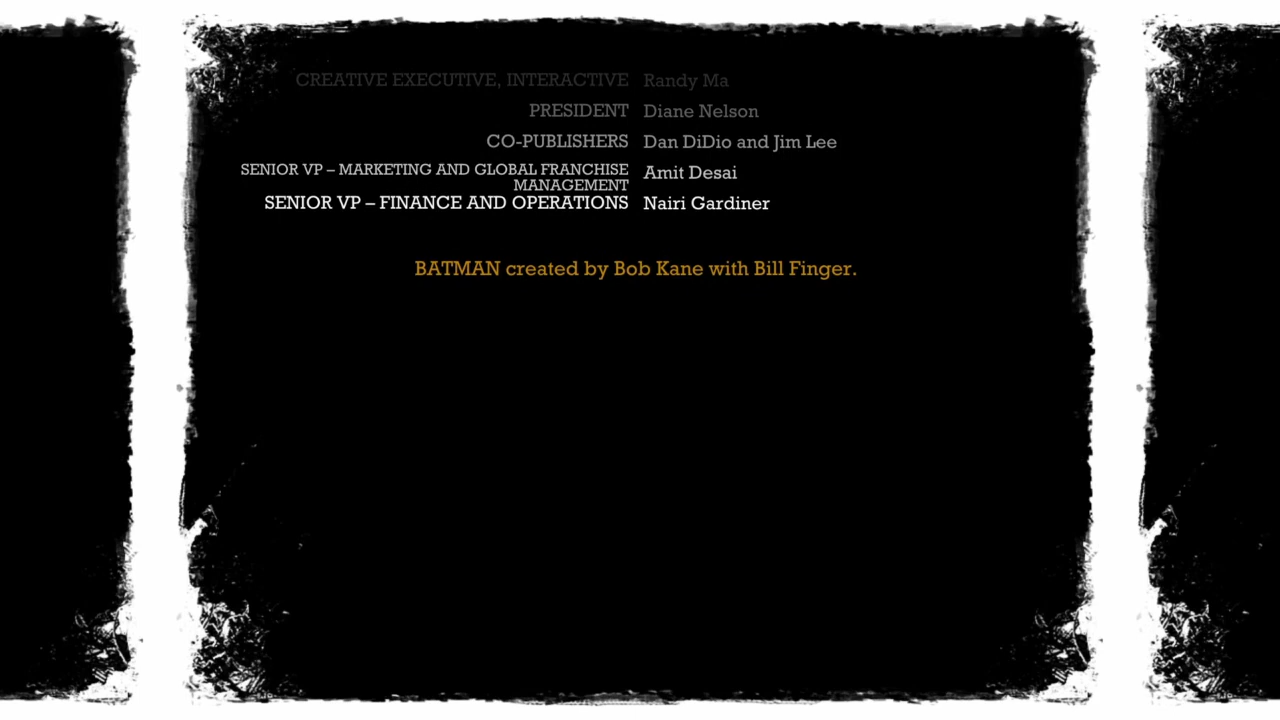 CREATIVE EXECUTIVE, INTERACTIVE Randy Ma
PRESIDENT Diane Nelson
CO-PUBLISHERS Dan DiDio and Jim Lee
SENIOR VP – MARKETING AND GLOBAL FRANCHISE MANAGEMENT Amit Desai
SENIOR VP – FINANCE AND OPERATIONS Nairi Gardiner
BATMAN created by Bob Kane with Bill Finger.